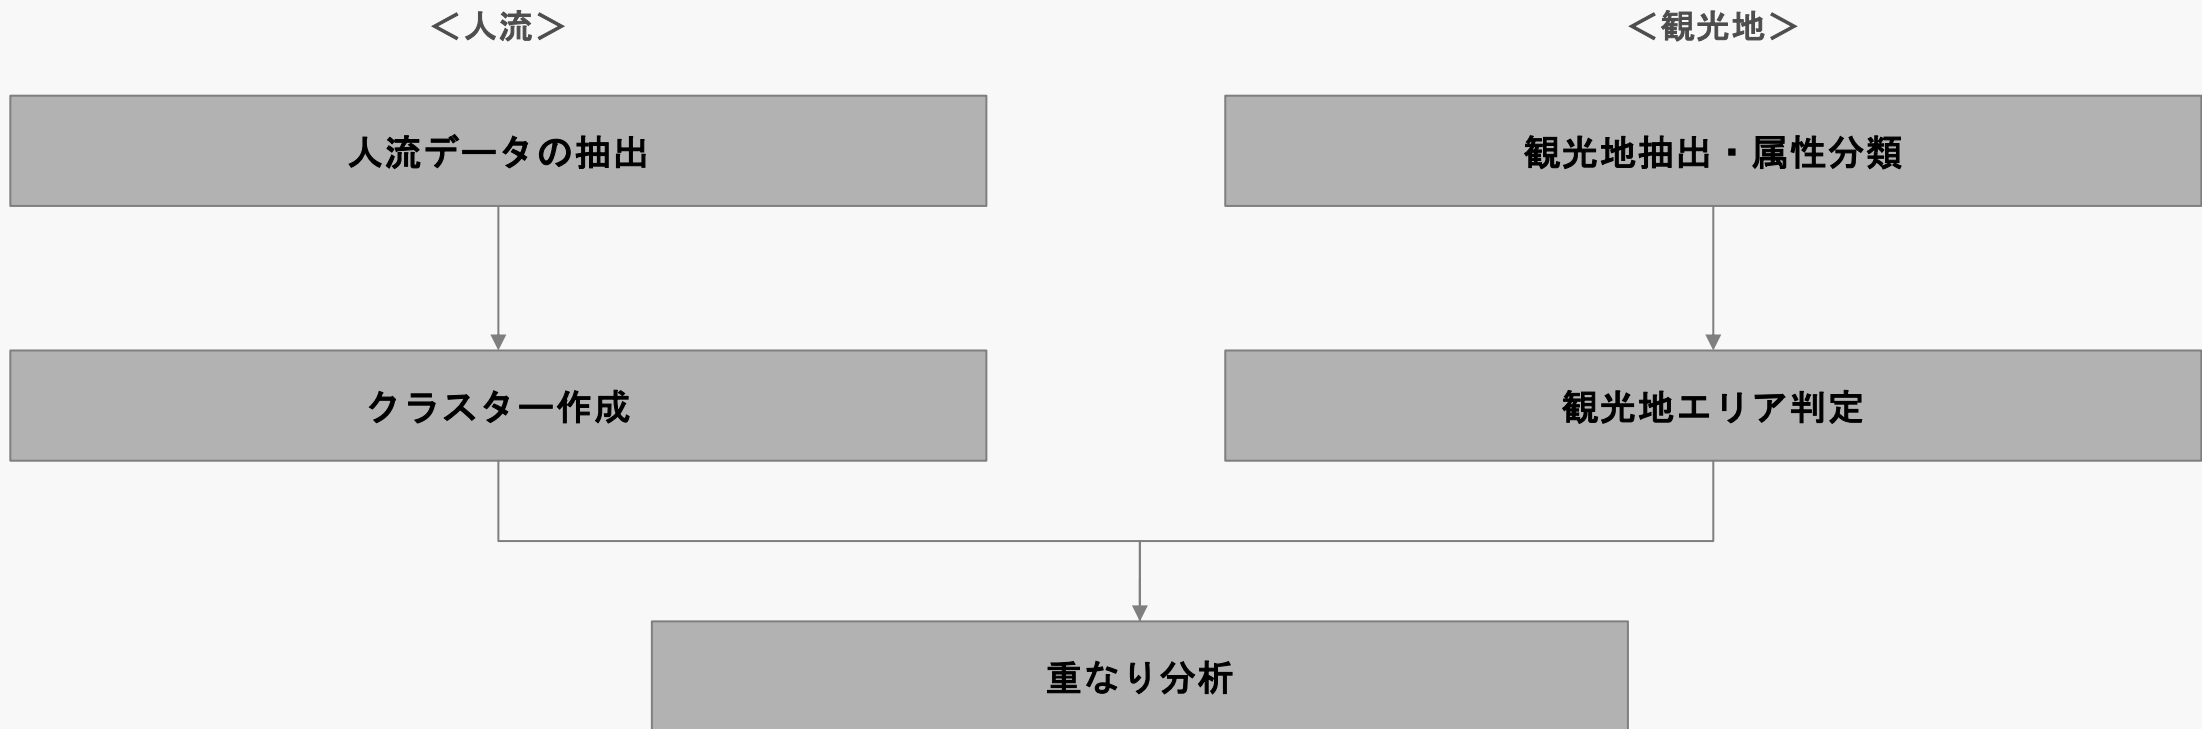 ＜人流＞
＜観光地＞
人流データの抽出
観光地抽出・属性分類
クラスター作成
観光地エリア判定
重なり分析